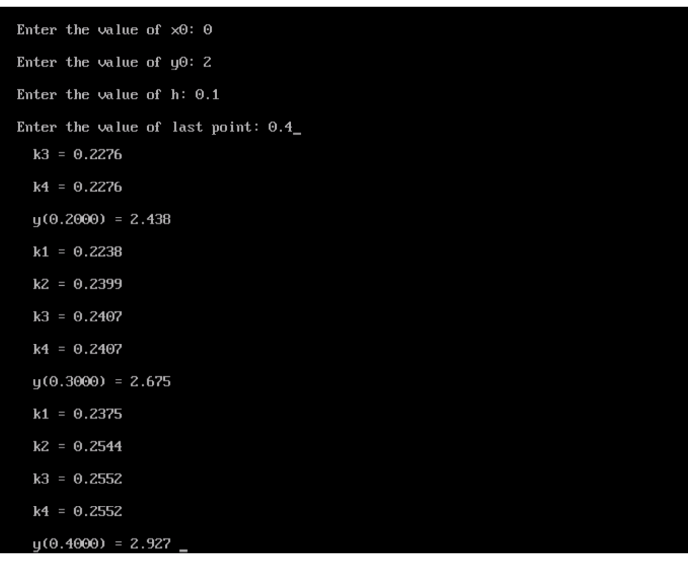 Enter the value of x0: 0
Enter the value of y0: 2
Enter the value of h: 0.1
Enter the value of last point: 0.4_
k3 = 0.2276
k4 = 0.2276
y(0.2000) = 2.438
k1 = 0.2238
k2 = 0.2399
k3 = 0.2407
k4 = 0.2407
y(0.3000) = 2.675
k1 = 0.2375
k2 = 0.2544
k3 = 0.2552
k4 = 0.2552
y(0.4000) = 2.927 _